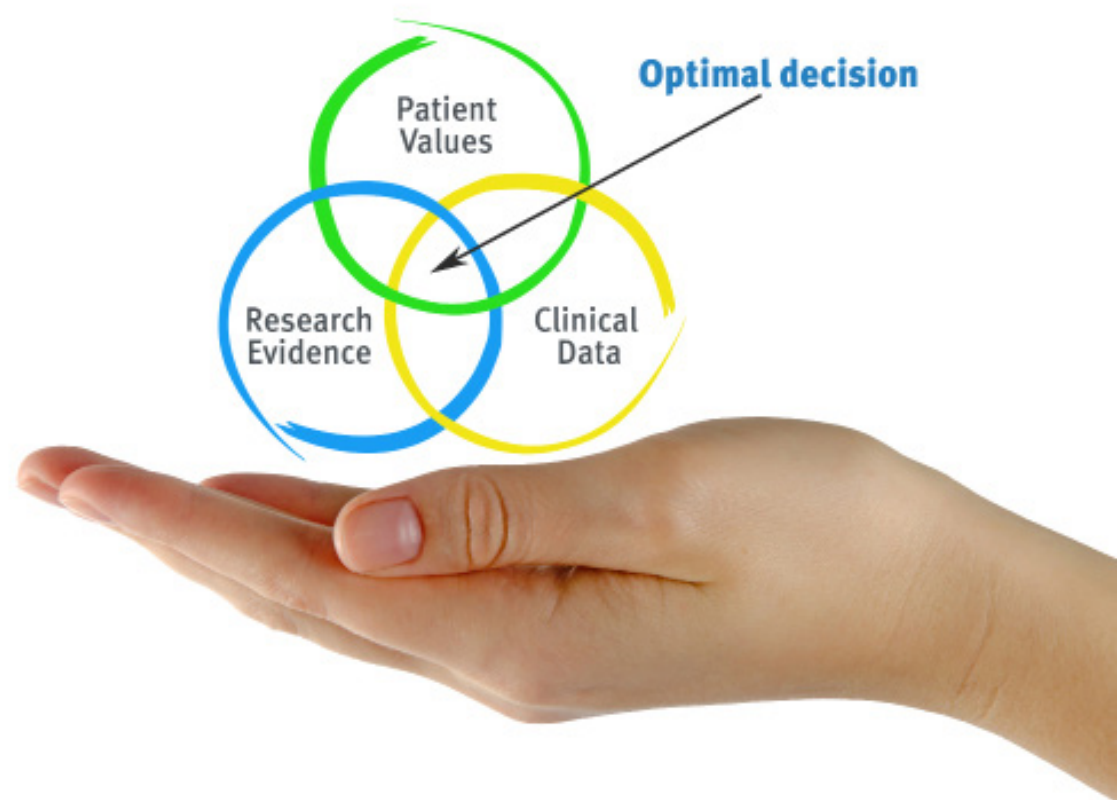 Optimal decision
Patient
Values
Research
Evidence
Clinical
Data